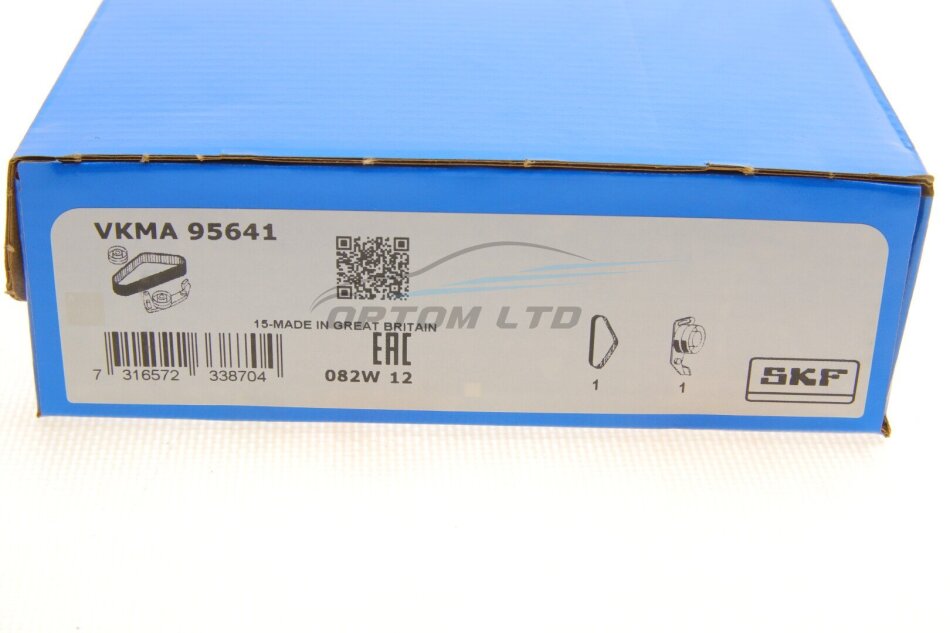 VKMA 95641
OPTOM LTD
15-MADE IN GREAT BRITAIN
EAC
7 316572 338704
082W 12
1 1
SKF